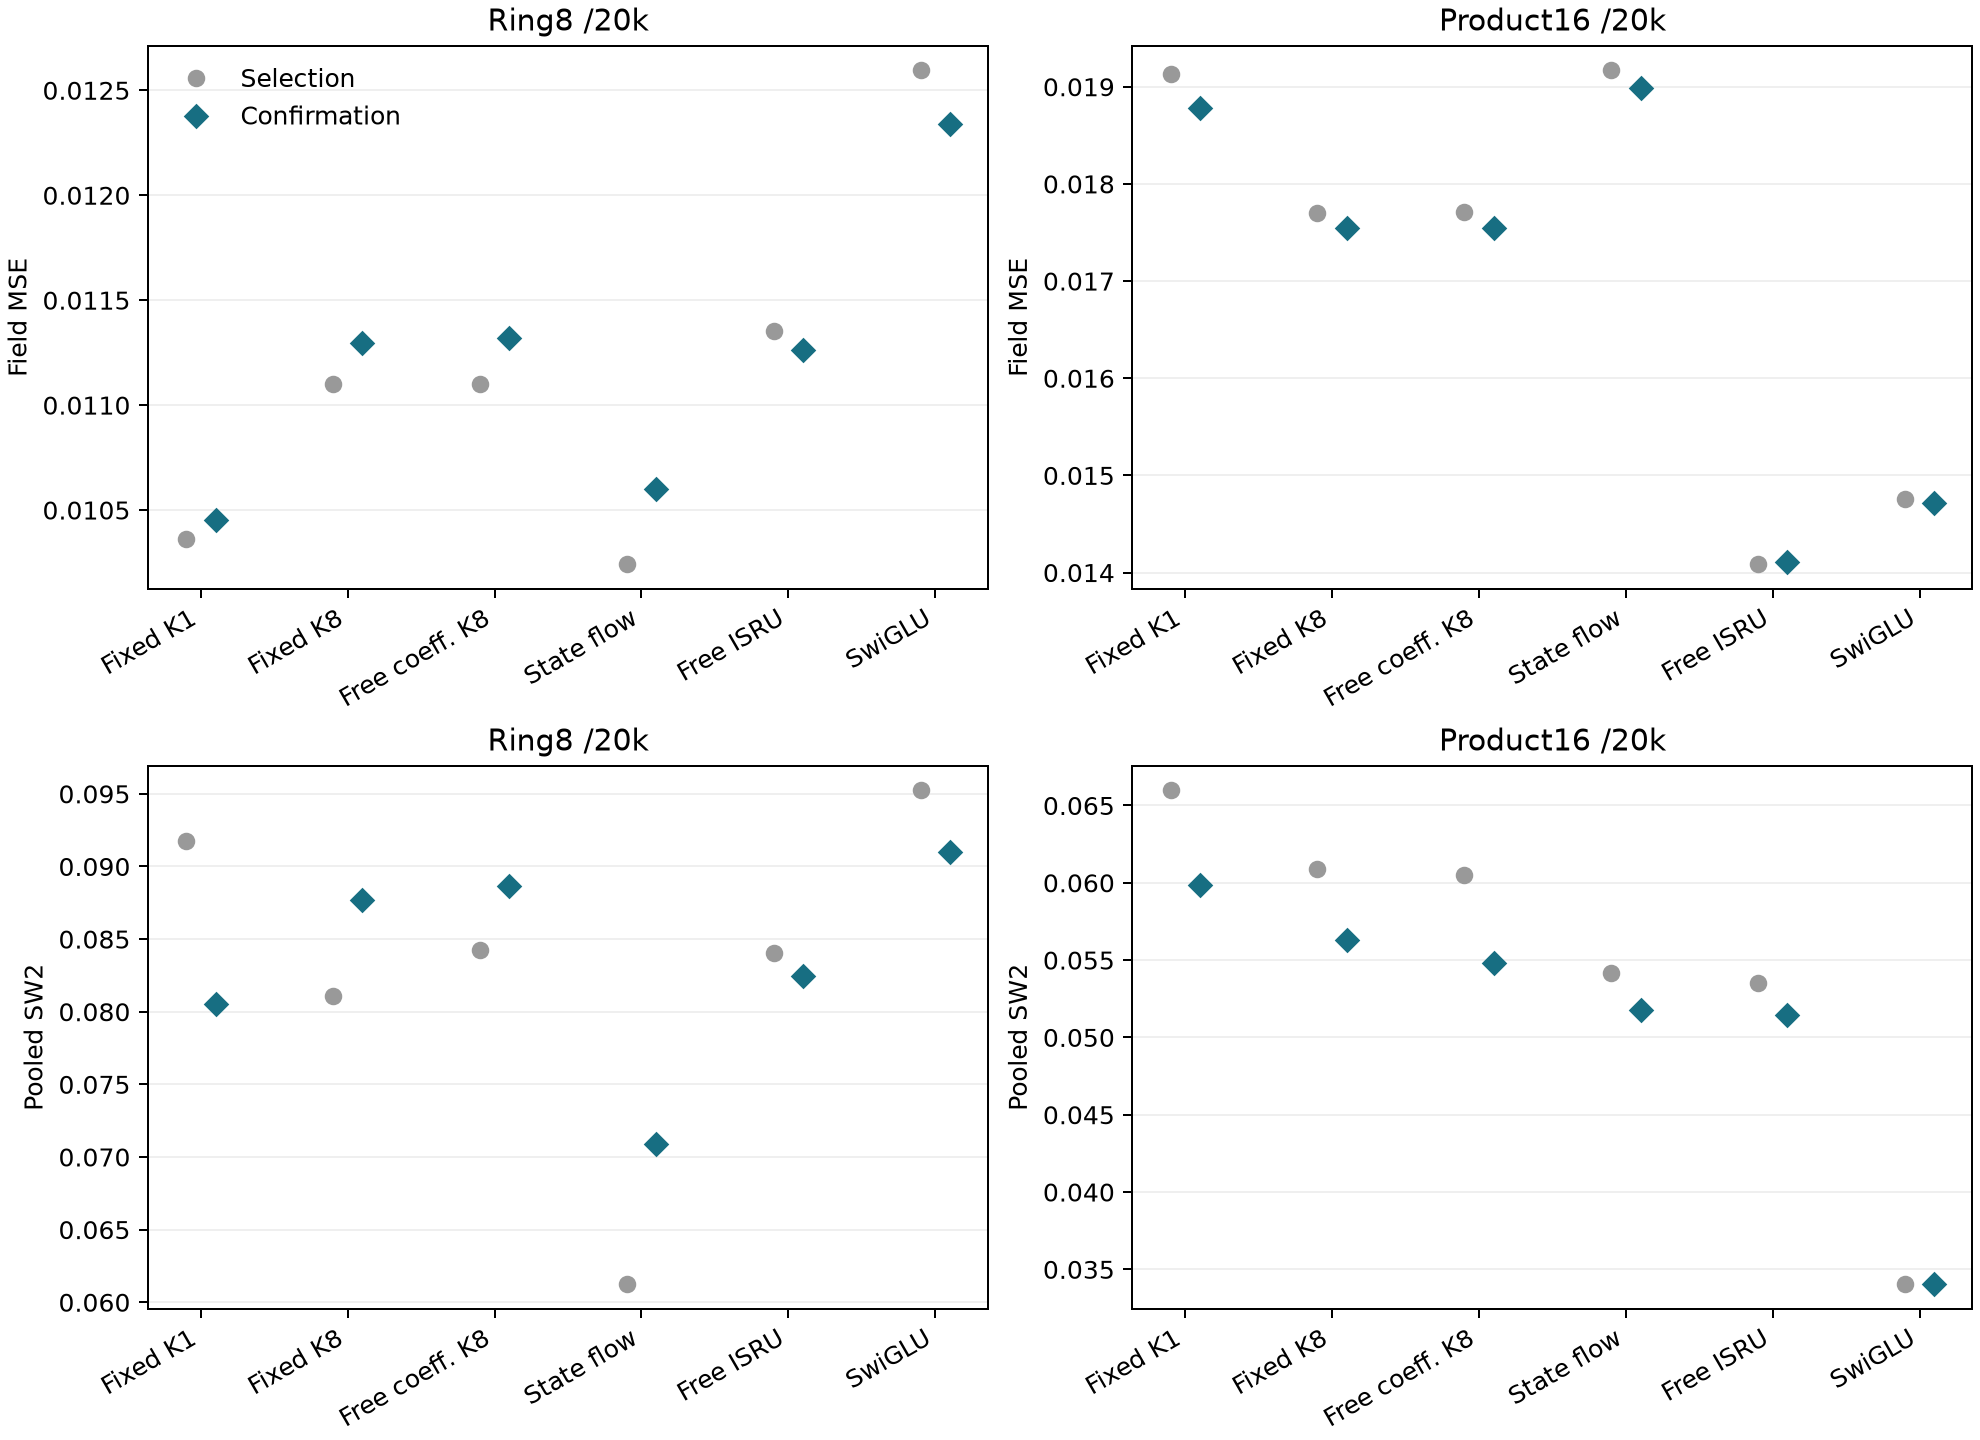 Ring8 /20k
Field MSE
0.0125
0.0120
0.0115
0.0110
0.0105
Selection
Confirmation
Fixed K1
Fixed K8
Free coeff. K8
State flow
Free ISRU
SwiGLU
Product16 /20k
Field MSE
0.019
0.018
0.017
0.016
0.015
0.014
Fixed K1
Fixed K8
Free coeff. K8
State flow
Free ISRU
SwiGLU
Ring8 /20k
Pooled SW2
0.095
0.090
0.085
0.080
0.075
0.070
0.065
0.060
Fixed K1
Fixed K8
Free coeff. K8
State flow
Free ISRU
SwiGLU
Product16 /20k
Pooled SW2
0.065
0.060
0.055
0.050
0.045
0.040
0.035
Fixed K1
Fixed K8
Free coeff. K8
State flow
Free ISRU
SwiGLU